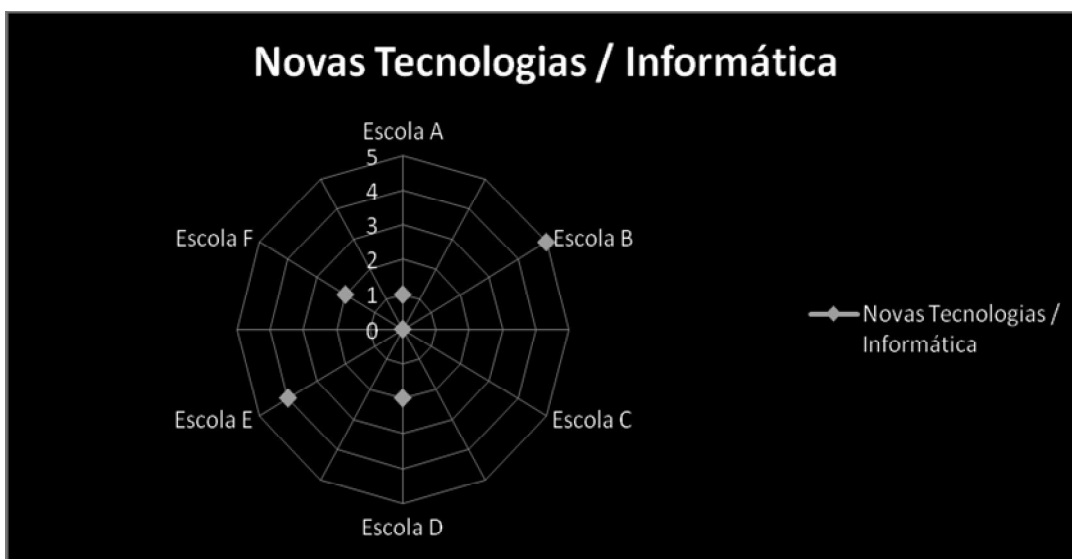 Novas Tecnologias / Informática
Escola A
5
4
3
2
1
0
Escola B
Escola C
Escola D
Escola E
Escola F
Novas Tecnologias /
Informática